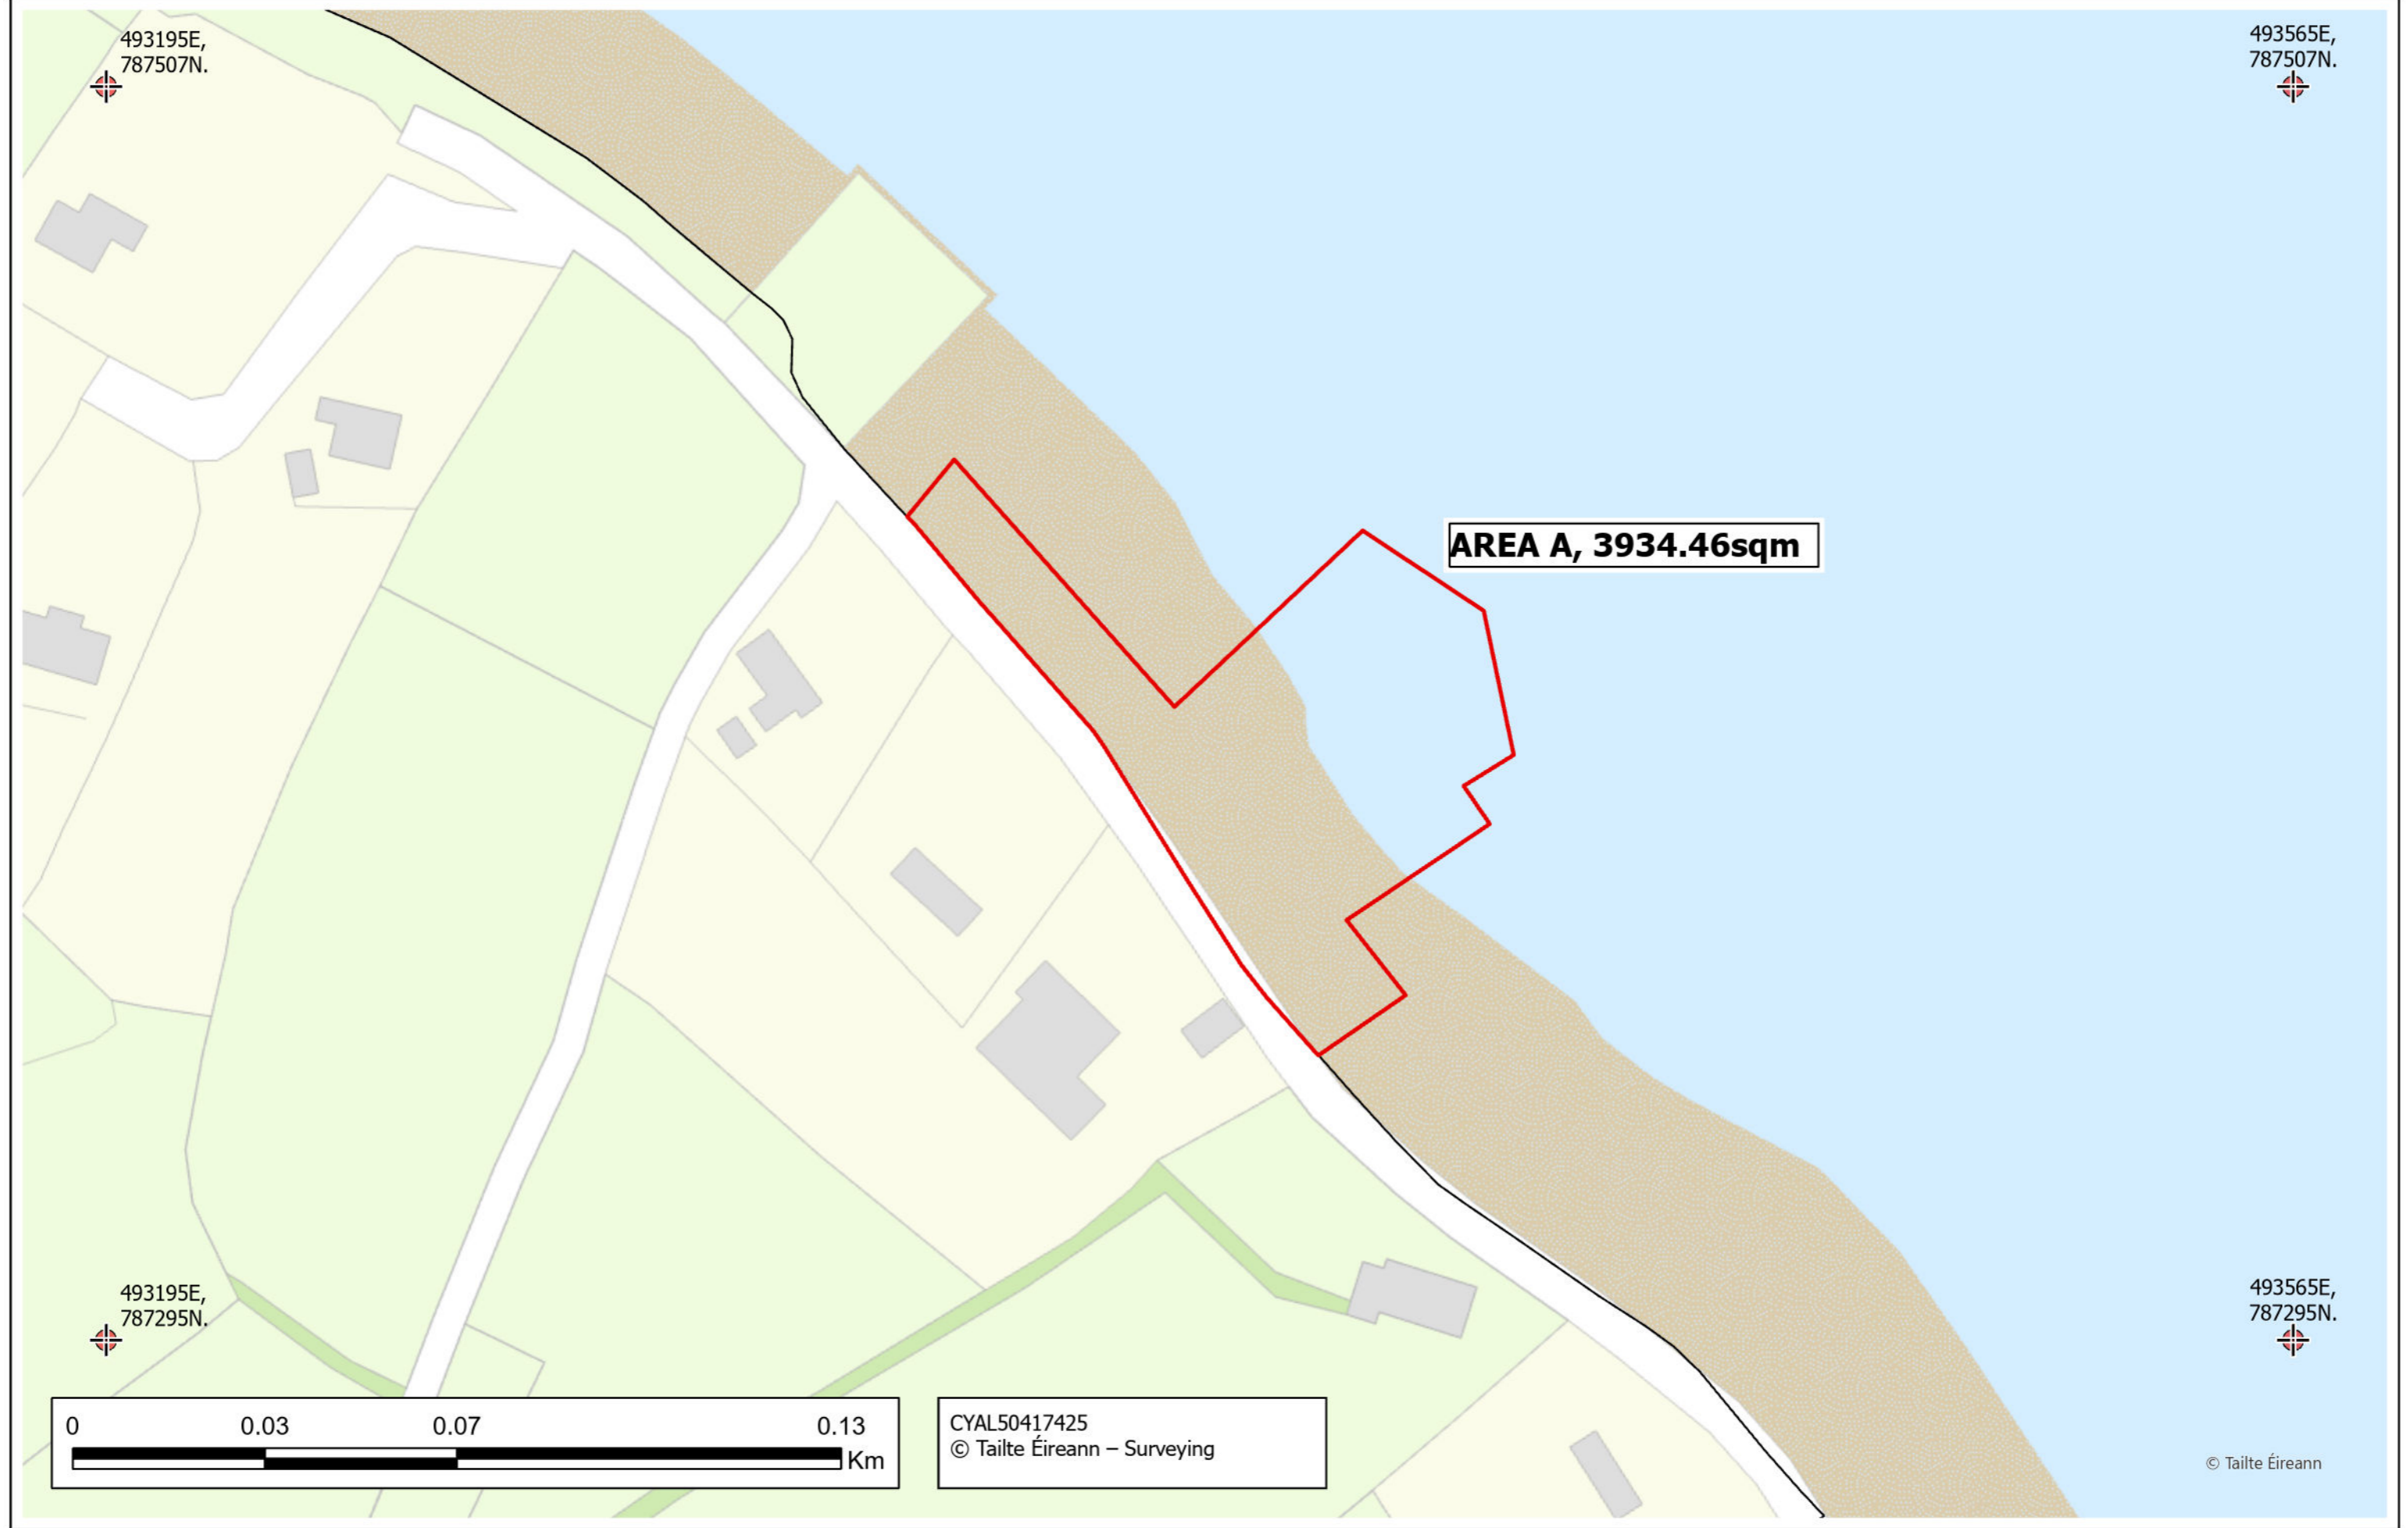 493195E,
787507N.
493565E,
787507N.
AREA A, 3934.46sqm
493195E,
787295N.
493565E,
787295N.
0 0.03 0.07 0.13
Km
CYAL50417425
© Tailte Éireann – Surveying
© Tailte Éireann